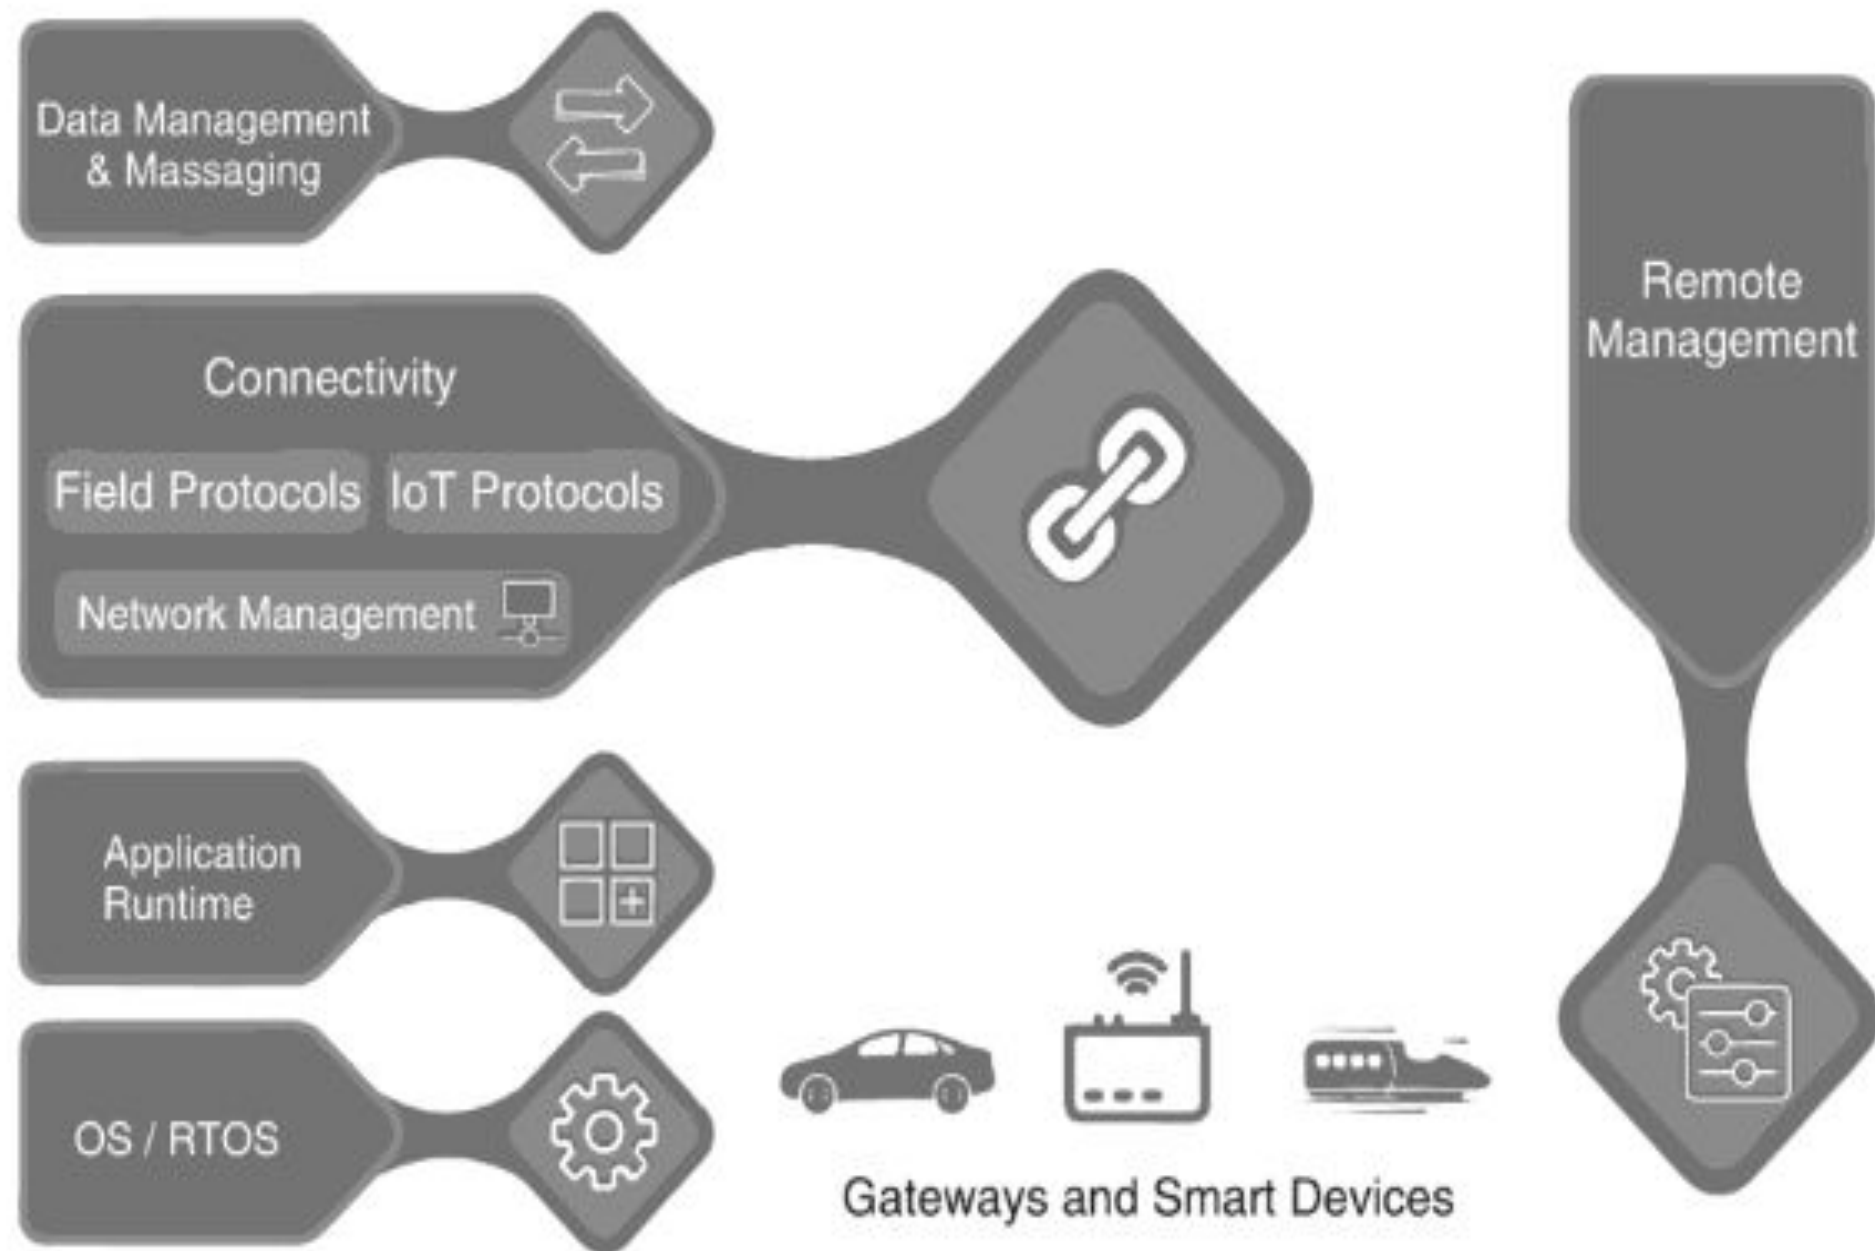 Data Management
& Massaging
Connectivity
Field Protocols
IoT Protocols
Network Management
Application
Runtime
OS / RTOS
Gateways and Smart Devices
Remote
Management